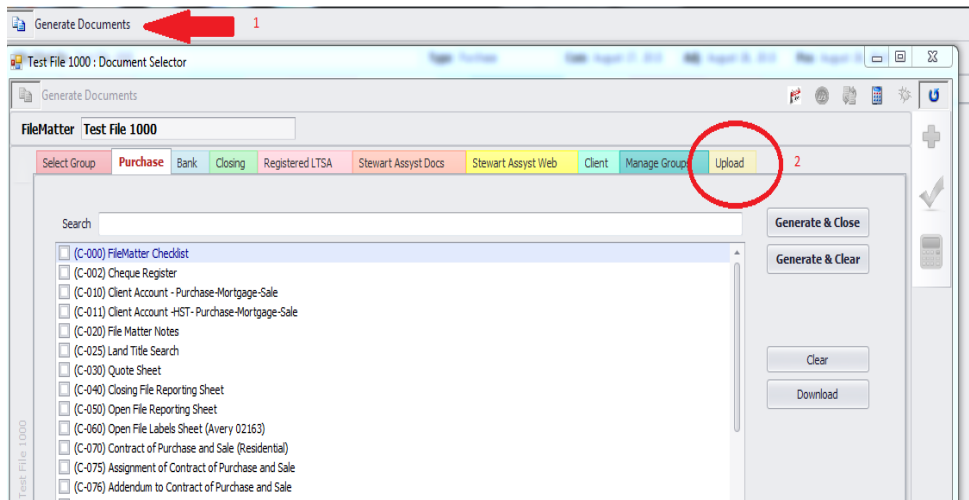 Generate Documents 1
Test File 1000 : Document Selector
Generate Documents
FileMatter Test File 1000
Select Group Purchase Bank Closing Registered LTSA Stewart Assyst Docs Stewart Assyst Web Client Manage Groups Upload 2
Search
Generate & Close
(C-000) FileMatter Checklist
Generate & Clear
(C-002) Cheque Register
(C-010) Client Account - Purchase-Mortgage-Sale
(C-011) Client Account -HST- Purchase-Mortgage-Sale
(C-020) File Matter Notes
(C-025) Land Title Search
Clear
(C-030) Quote Sheet
(C-040) Closing File Reporting Sheet
Download
(C-050) Open File Reporting Sheet
(C-060) Open File Labels Sheet (Avery 02163)
(C-070) Contract of Purchase and Sale (Residential)
(C-075) Assignment of Contract of Purchase and Sale
(C-076) Addendum to Contract of Purchase and Sale
Test File 1000